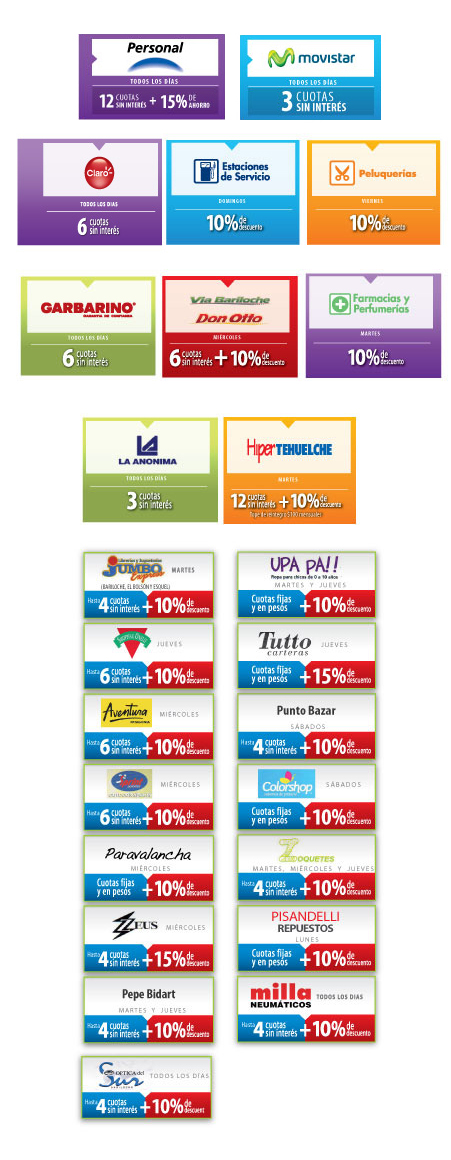 Personal
TODOS LOS DÍAS
12 CUOTAS SIN INTERÉS + 15% DE AHORRO
movistar
TODOS LOS DÍAS
3 CUOTAS SIN INTERÉS
Claro
TODOS LOS DIAS
6 cuotas sin interés
Estaciones
de Servicio
DOMINGOS
10% de descuento
Peluquerías
VIERNES
10% de descuento
GARBARINO
GARANTIA DE CONFIANZA
TODOS LOS DÍAS
6 cuotas sin interés
Via Bariloche
Don Otto
MIÉRCOLES
6 cuotas sin interés + 10% de descuento
Farmacias y
Perfumerías
MARTES
10% de descuento
LA ANONIMA
TODOS LOS DÍAS
3 cuotas sin interés
HiperTEHUELCHE
MARTES
12 cuotas sin interés + 10% de descuento
Tope de reintegro $100 mensuales
JUMBO
Express
MARTES
(BARILOCHE, EL BOLSÓN Y ESQUEL)
Hasta 4 cuotas sin interés + 10% de descuento
UPA PA!!
Ropa para chicos de 0 a 10 años
MARTES Y JUEVES
Cuotas fijas y en pesos + 10% de descuento
JUEVES
Hasta 6 cuotas sin interés + 10% de descuento
Tutto
carteras
JUEVES
Cuotas fijas y en pesos + 15% de descuento
Aventura
MIÉRCOLES
Hasta 6 cuotas sin interés + 10% de descuento
Punto Bazar
SÁBADOS
Hasta 4 cuotas sin interés + 10% de descuento
MIÉRCOLES
Hasta 6 cuotas sin interés + 10% de descuento
Colorshop
SÁBADOS
Cuotas fijas y en pesos + 10% de descuento
Paravalancha
MIÉRCOLES
Cuotas fijas y en pesos + 10% de descuento
7 DOQUETES
MARTES, MIÉRCOLES Y JUEVES
Hasta 4 cuotas sin interés + 10% de descuento
ZEUS
MIÉRCOLES
Hasta 4 cuotas sin interés + 15% de descuento
PISANDELLI
REPUESTOS
LUNES
Cuotas fijas y en pesos + 10% de descuento
Pepe Bidart
MARTES Y JUEVES
Hasta 4 cuotas sin interés + 10% de descuento
milla
NEUMÁTICOS
TODOS LOS DIAS
Hasta 4 cuotas sin interés + 10% de descuento
OPTICA del
Sur
BARILOCHE
TODOS LOS DÍAS
Hasta 4 cuotas sin interés + 10% de descuent